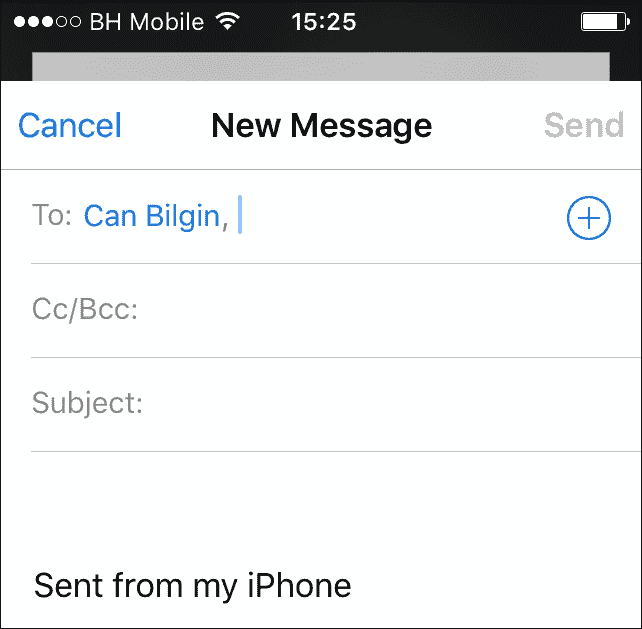 BH Mobile 15:25
Cancel New Message Send
To: Can Bilgin,
Cc/Bcc:
Subject:
Sent from my iPhone